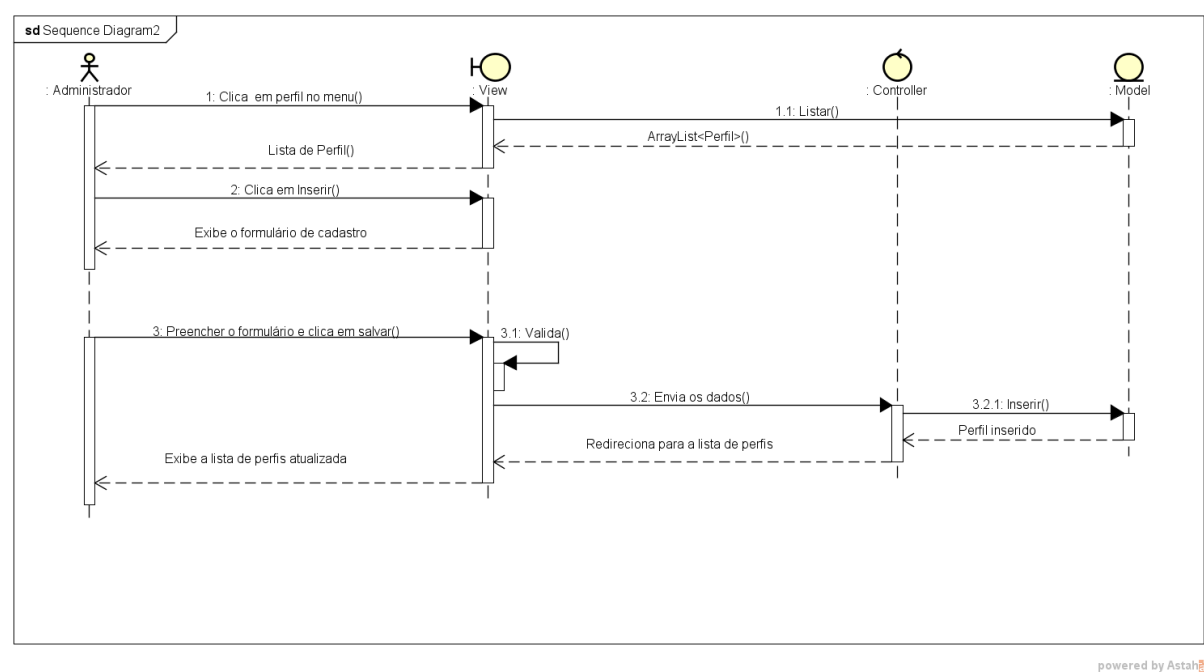 sd Sequence Diagram2
: Administrador
: View
: Controller
: Model
1: Clica em perfil no menu()
1.1: Listar()
ArrayList<Perfil>()
Lista de Perfil()
2: Clica em Inserir()
Exibe o formulário de cadastro
3: Preencher o formulário e clica em salvar()
3.1: Valida()
3.2: Envia os dados()
3.2.1: Inserir()
Perfil inserido
Redireciona para a lista de perfis
Exibe a lista de perfis atualizada
powered by Astah